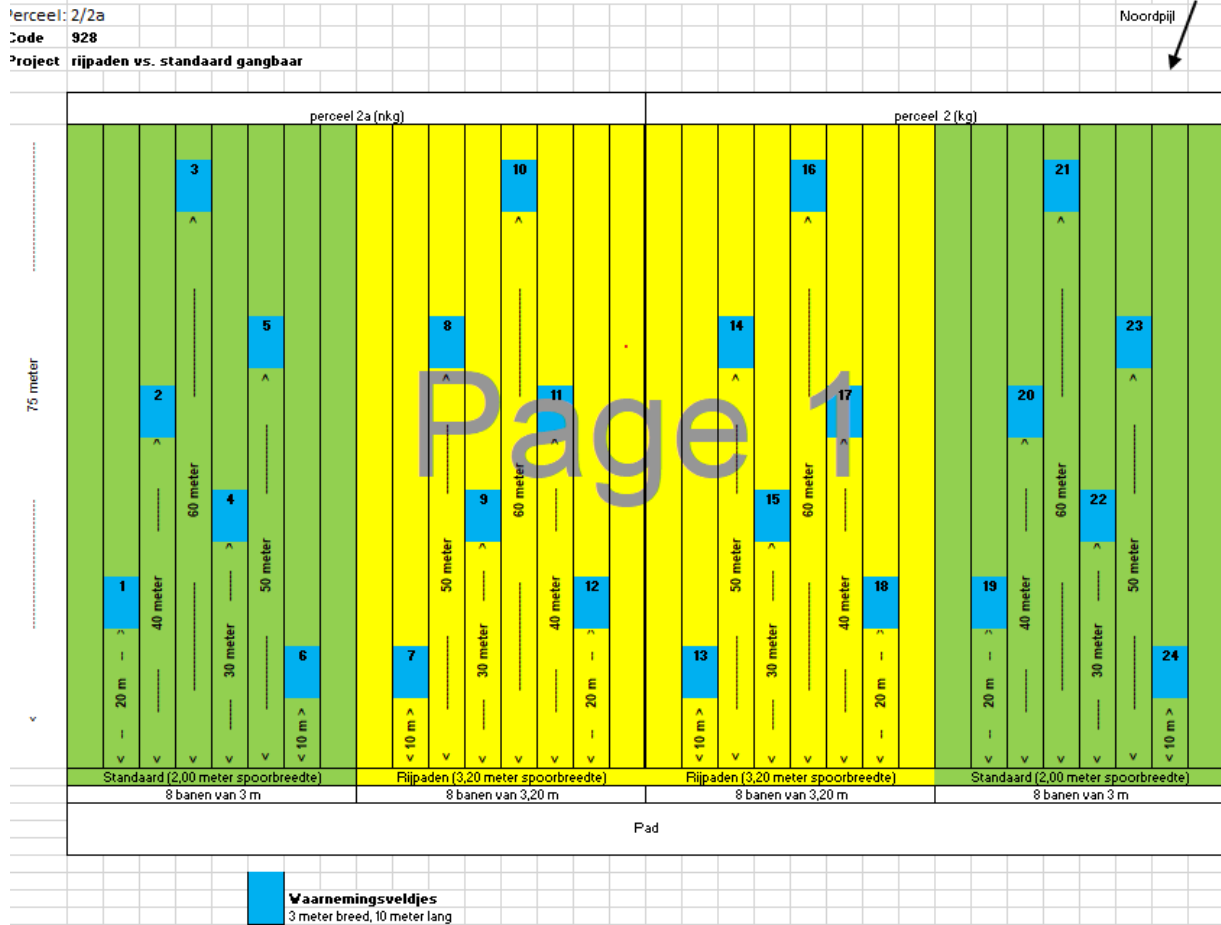 Perceel: 2/2a
Noordpijl
Code 928
Project rijpaden vs. standaard gangbaar
perceel 2a (nkg) perceel 2 (kg)
3 10 16 21
5 8 14 23
2 11 17 20
75 meter
Page 1
4 9 15 22
60 meter 60 meter 60 meter 60 meter
50 meter 50 meter 50 meter 50 meter
1 12 18 19
40 meter 40 meter 40 meter 40 meter
30 meter 30 meter 30 meter 30 meter
6 7 13 24
20 m 20 m 20 m 20 m
< 10 m > < 10 m > < 10 m > < 10 m >
Standaard (2,00 meter spoorbreedte) Rijpaden (3,20 meter spoorbreedte) Rijpaden (3,20 meter spoorbreedte) Standaard (2,00 meter spoorbreedte)
8 banen van 3 m 8 banen van 3,20 m 8 banen van 3,20 m 8 banen van 3 m
Pad
Waarnemingsveldjes
3 meter breed, 10 meter lang